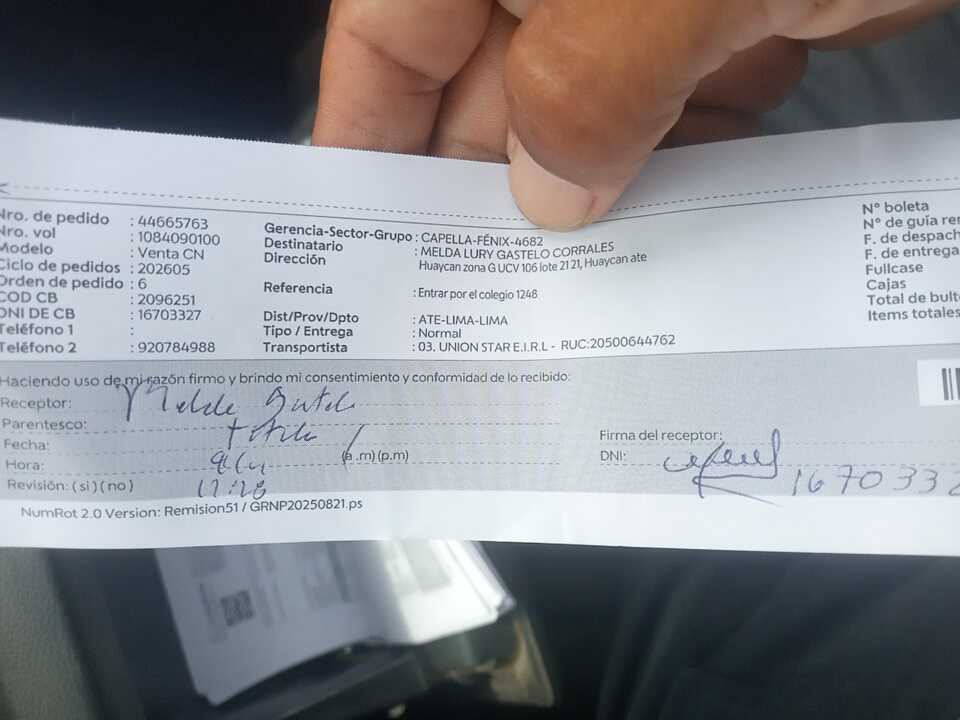 Nro. de pedido : 44665763
Nro. vol : 1084090100
Modelo : Venta CN
Ciclo de pedidos : 202605
Orden de pedido : 6
COD CB : 2096251
DNI DE CB : 16703327
Teléfono 1 :
Teléfono 2 : 920784988
Gerencia-Sector-Grupo : CAPELLA-FÉNIX-4682
Destinatario : MELDA LURY GASTELO CORRALES
Dirección Huaycan zona G UCV 106 lote 21 21, Huaycan ate
Referencia : Entrar por el colegio 1248
Dist/Prov/Dpto : ATE-LIMA-LIMA
Tipo / Entrega : Normal
Transportista : 03. UNION STAR E.I.R.L - RUC:20500644762
N° boleta
N° de guía
F. de
F. de entrega
Fullcase
Cajas
Total de
Items totales
Haciendo uso de mi razón firmo y brindo mi consentimiento y conformidad de lo recibido:
Receptor: Melda
Parentesco:
Fecha:
Hora: (a .m) (p.m)
Revisión: ( si ) ( no )
Firma del receptor:
DNI: 1670332
NumRot 2.0 Version: Remision51 / GRNP20250821.ps